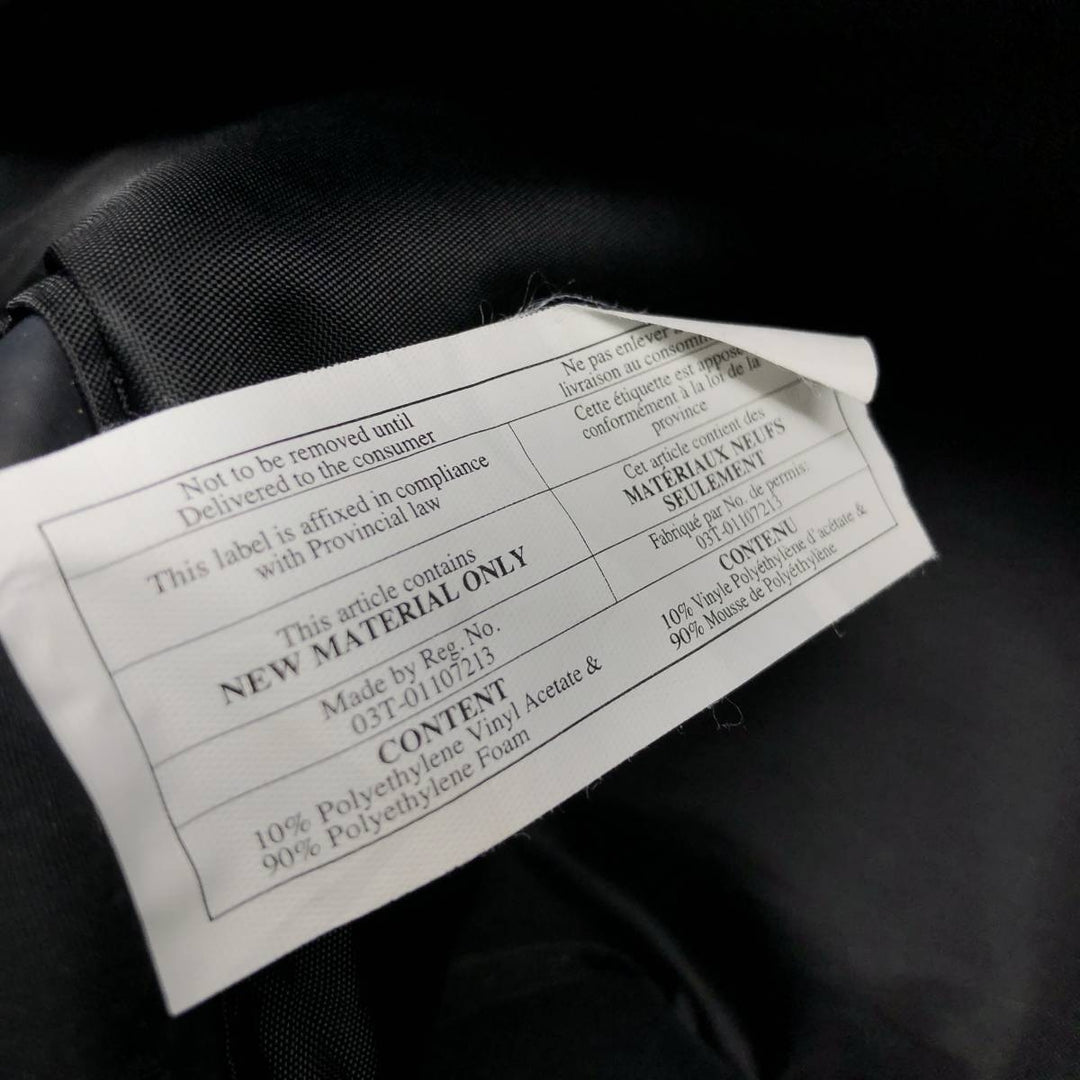 Not to be removed until
Delivered to the consumer
This label is affixed in compliance
with Provincial law
This article contains
NEW MATERIAL ONLY
Made by Reg. No.
03T-01107213
CONTENT
10% Polyethylene Vinyl Acetate &
90% Polyethylene Foam
Ne pas enlever
livraison au
Cette étiquette est
conformément à la loi de la
province
Cet article contient des
MATÉRIAUX NEUFS
SEULEMENT
Fabriqué par No. de permis:
03T-01107213
CONTENU
10% Vinyle Polyéthylène d'acétate &
90% Mousse de Polyéthylène